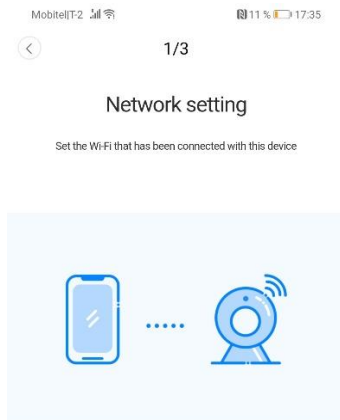 Mobitel|T-2 11 % 17:35
1/3
Network setting
Set the Wi-Fi that has been connected with this device